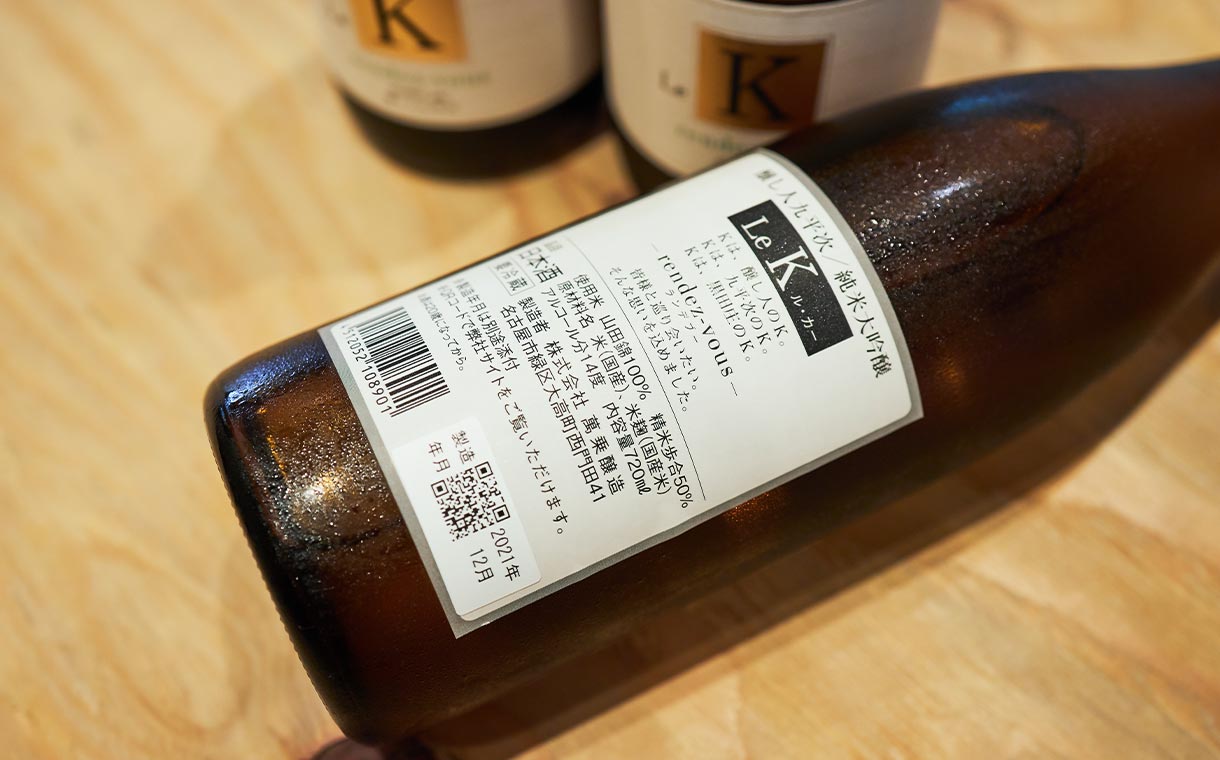 K
Le
K
醸し人九平次／純米大吟醸
Le K ル・カー
Kは、醸し人のK。
Kは、九平次のK。
Kは、黒田庄のK。
― rendez-vous ―
ランデブー
皆様と巡り会いたい。
そんな思いを込めました。
使用米 山田錦100% 精米歩合50%
原材料名 米(国産)、米麹(国産米)
アルコール分 14度 内容量720mℓ
日本酒
要冷蔵
製造者 株式会社 萬乗醸造
名古屋市緑区大高町西門田41
製造年月は別途添付
QRコードで弊社サイトをご覧いただけます。
なってから。
4512052108901
製造
年月
2021年
12月